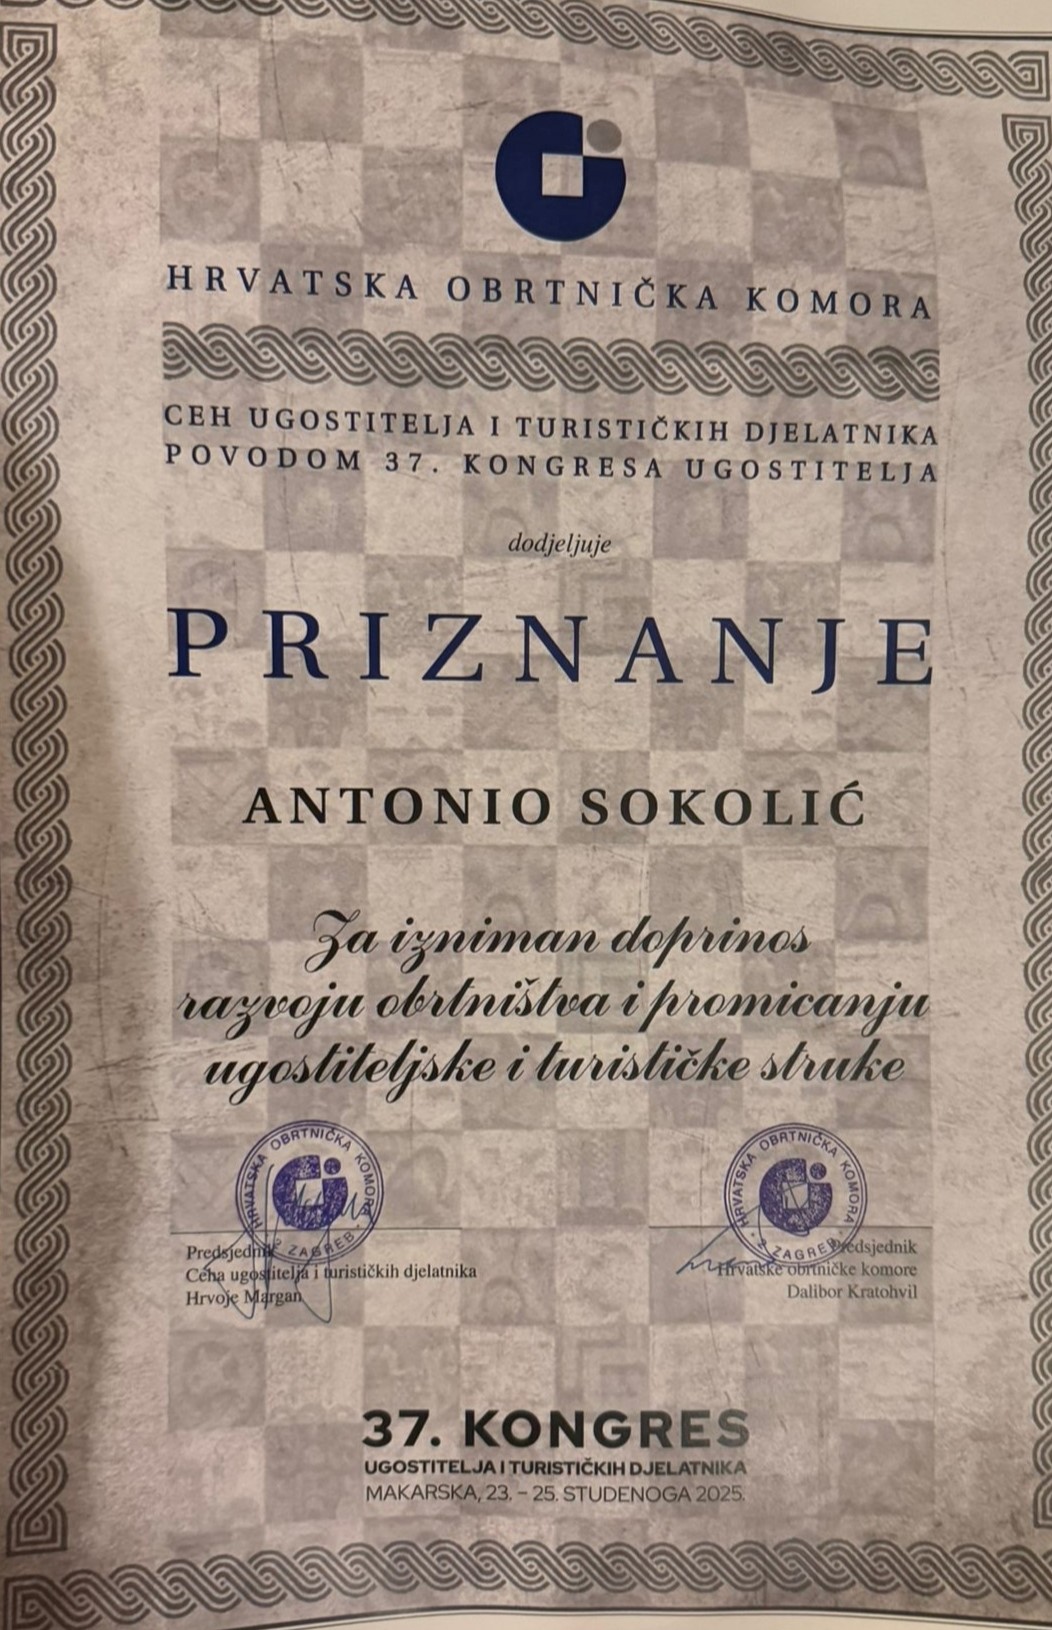 HRVATSKA OBRTNIČKA KOMORA
CEH UGOSTITELJA I TURISTIČKIH DJELATNIKA
POVODOM 37. KONGRESA UGOSTITELJA
dodjeljuje
PRIZNANJE
ANTONIO SOKOLIĆ
Za izniman doprinos
razvoju obrtništva i promicanju
ugostiteljske i turističke struke
HRVATSKA OBRTNIČKA KOMORA
2 ZAGREB
Predsjednik
Ceha ugostitelja i turističkih djelatnika
Hrvoje Margan
HRVATSKA OBRTNIČKA KOMORA
2 ZAGREB
Predsjednik
Hrvatske obrtničke komore
Dalibor Kratohvil
37. KONGRES
UGOSTITELJA I TURISTIČKIH DJELATNIKA
MAKARSKA, 23. – 25. STUDENOGA 2025.